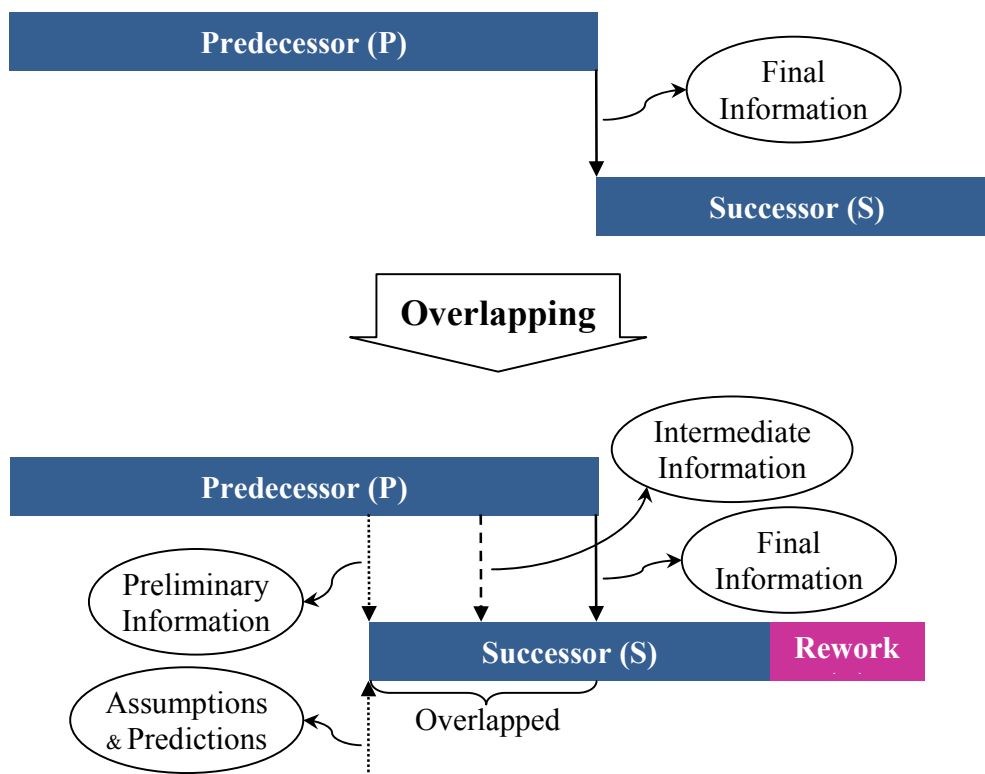 Predecessor (P)
Final
Information
Successor (S)
Overlapping
Intermediate
Information
Predecessor (P)
Final
Information
Preliminary
Information
Successor (S)
Rework
Assumptions
& Predictions
Overlapped